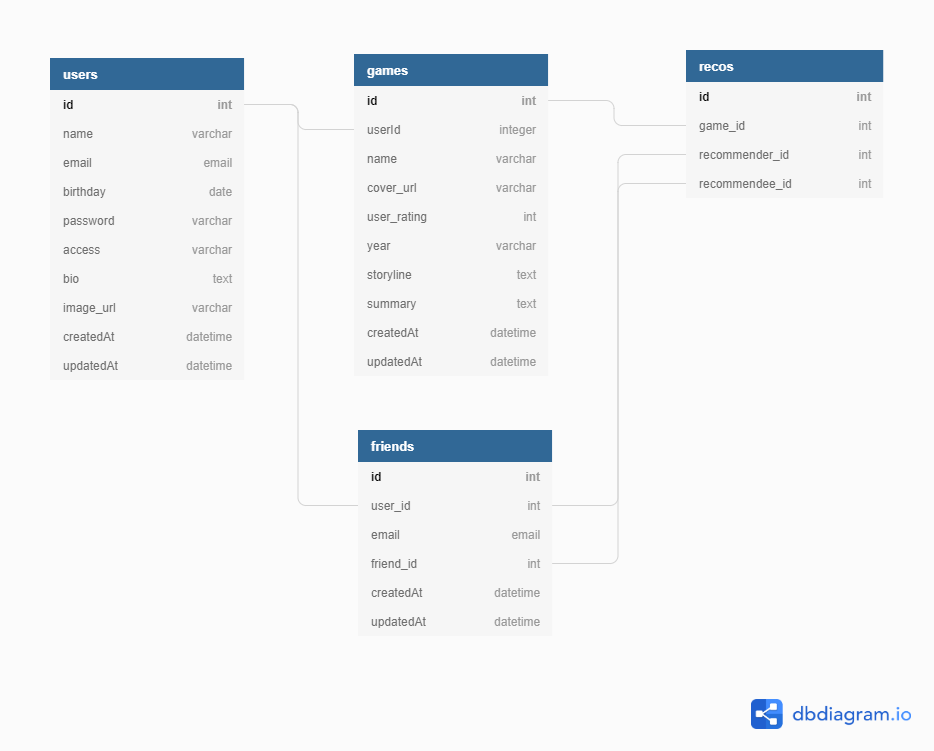 users
id int
name varchar
email email
birthday date
password varchar
access varchar
bio text
image_url varchar
createdAt datetime
updatedAt datetime
games
id int
userId integer
name varchar
cover_url varchar
user_rating int
year varchar
storyline text
summary text
createdAt datetime
updatedAt datetime
recos
id int
game_id int
recommender_id int
recommendee_id int
friends
id int
user_id int
email email
friend_id int
createdAt datetime
updatedAt datetime
dbdiagram.io